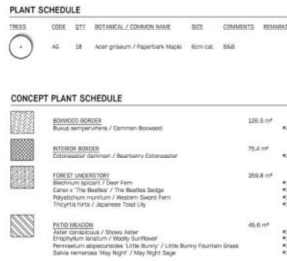 PLANT SCHEDULE
TREES CODE QTY BOTANICAL / COMMON NAME SIZE COMMENTS REMARKS
AG 18 Acer griseum / Paperbark Maple 6cm cal. B&B
CONCEPT PLANT SCHEDULE
BOXWOOD BORDER 126.5 m²
Buxus sempervirens / Common Boxwood
INTERIOR BORDER 75.4 m²
Cotoneaster dammeri / Bearberry Cotoneaster
FOREST UNDERSTORY 359.8 m²
Blechnum spicant / Deer Fern
Carex x 'The Beatles' / The Beatles Sedge
Polystichum munitum / Western Sword Fern
Tricyrtis hirta / Japanese Toad Lily
PATIO MEADOW 45.6 m²
Aster conspicuus / Showy Aster
Eriophyllum lanatum / Woolly Sunflower
Pennisetum alopecuroides 'Little Bunny' / Little Bunny Fountain Grass
Salvia nemorosa 'May Night' / May Night Sage